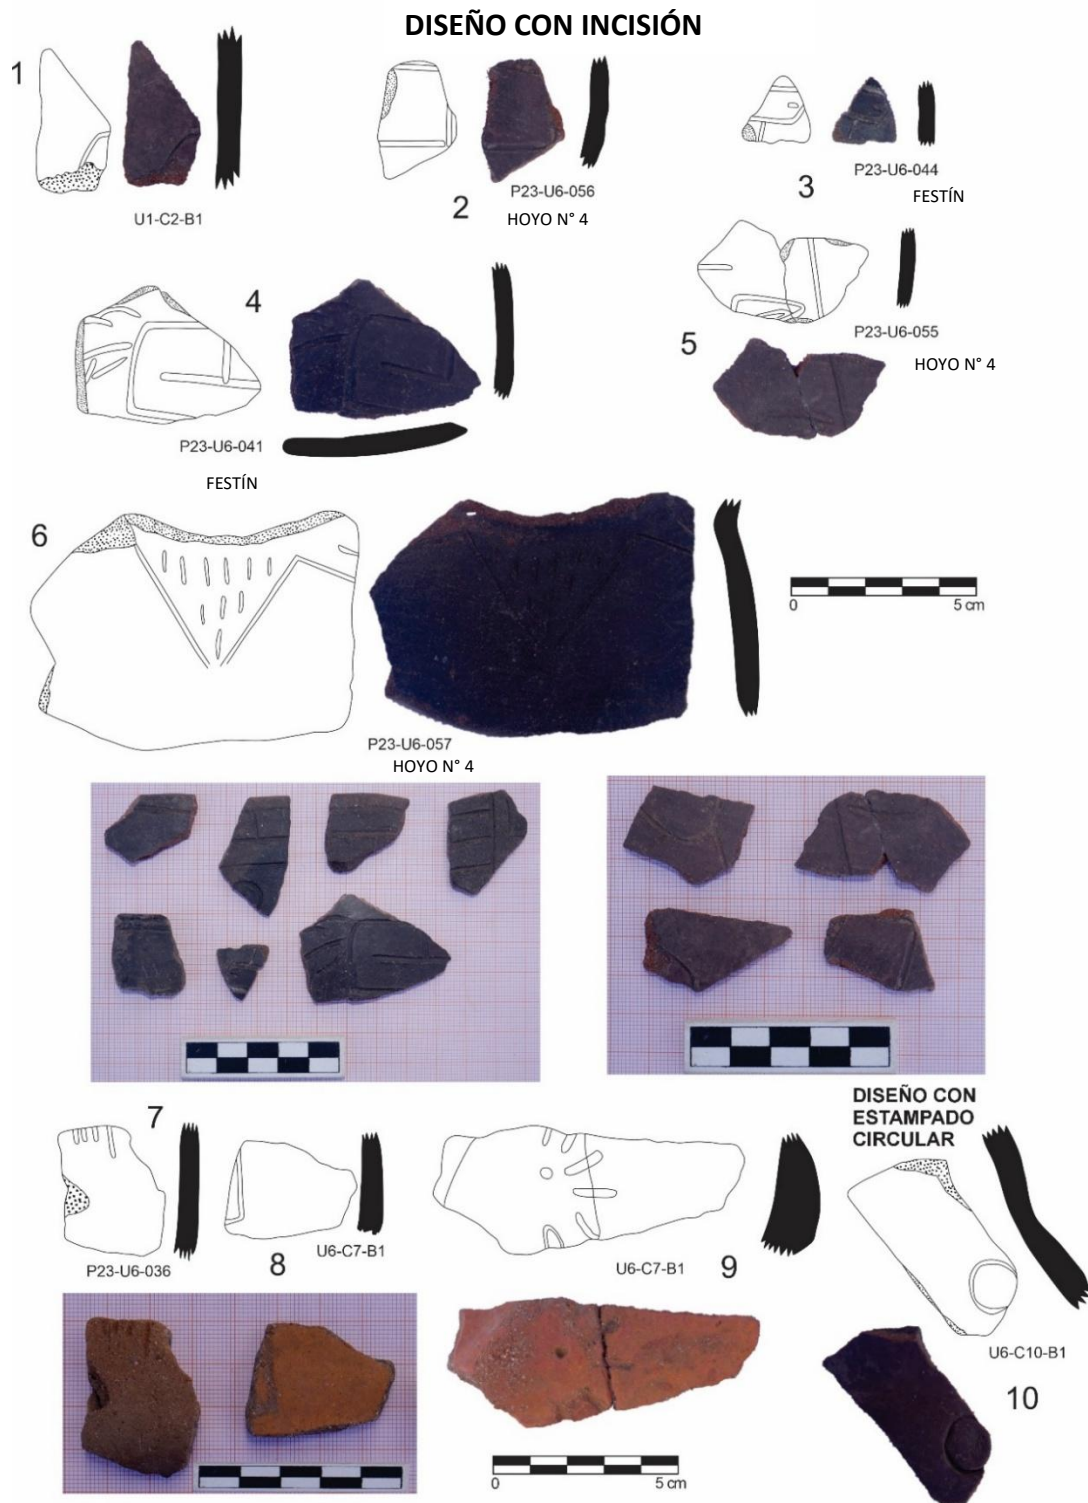 DISEÑO CON INCISIÓN
1
U1-C2-B1
2
P23-U6-056
HOYO N° 4
3
P23-U6-044
FESTÍN
4
P23-U6-041
FESTÍN
5
P23-U6-055
HOYO N° 4
6
P23-U6-057
HOYO N° 4
0 5 cm
7
P23-U6-036
8
U6-C7-B1
9
U6-C7-B1
0 5 cm
DISEÑO CON
ESTAMPADO
CIRCULAR
U6-C10-B1
10